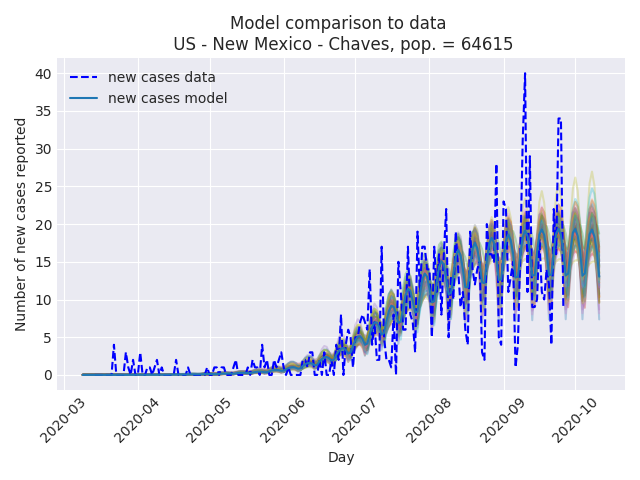 Model comparison to data
US - New Mexico - Chaves, pop. = 64615
new cases data
new cases model
Number of new cases reported
40
35
30
25
20
15
10
5
0
2020-03
2020-04
2020-05
2020-06
2020-07
2020-08
2020-09
2020-10
Day